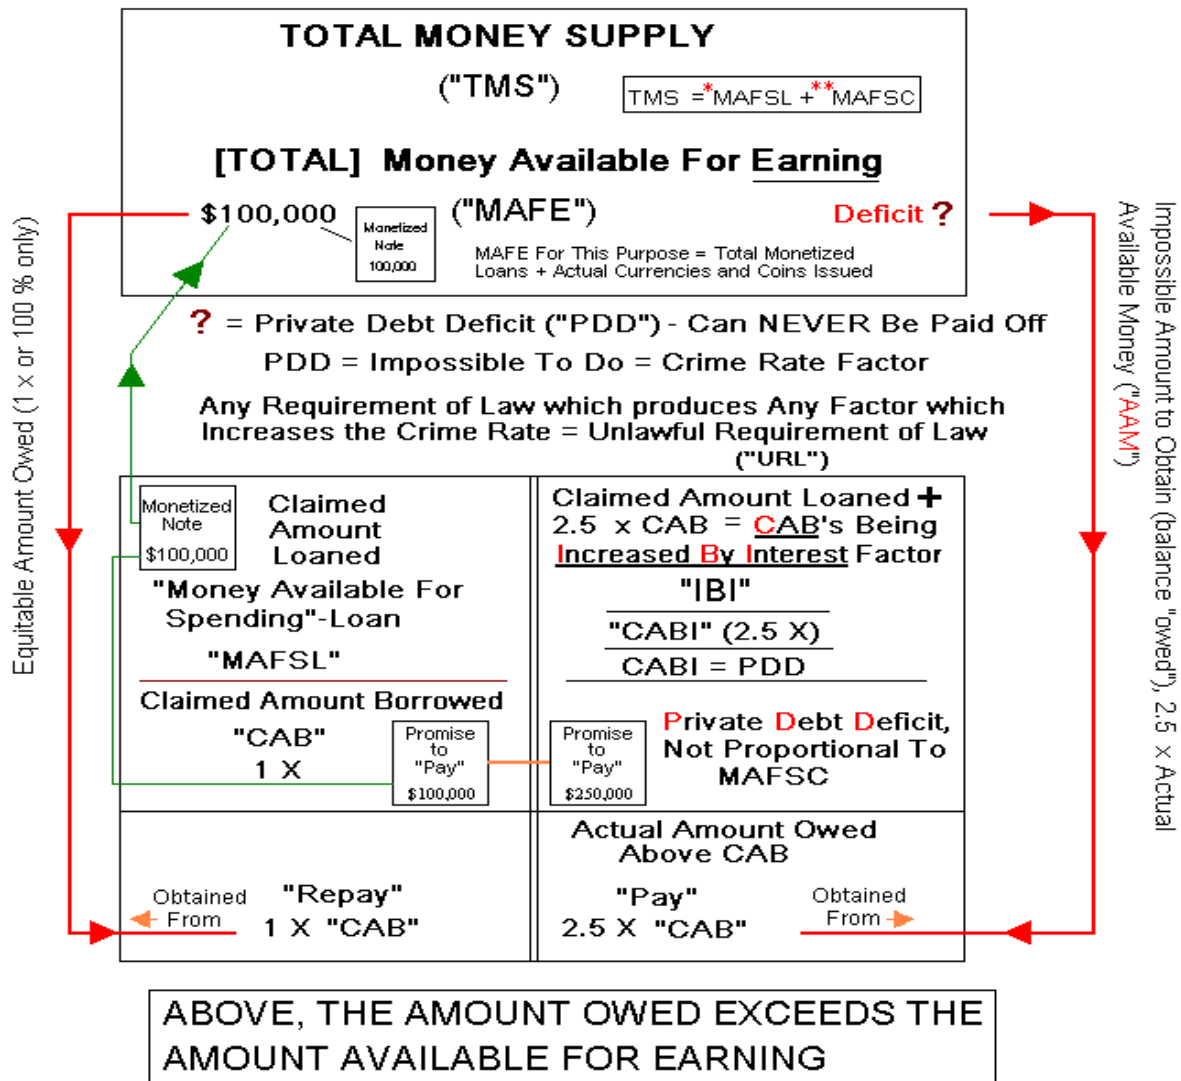 TOTAL MONEY SUPPLY
("TMS")
TMS =*MAFSL + **MAFSC
[TOTAL] Money Available For Earning
$100,000
Monetized
Note
100,000
("MAFE")
Deficit ?
MAFE For This Purpose = Total Monetized
Loans + Actual Currencies and Coins Issued
Equitable Amount Owed (1 x or 100 % only)
Impossible Amount to Obtain (balance "owed"), 2.5 x Actual
Available Money ("AAM")
? = Private Debt Deficit ("PDD") - Can NEVER Be Paid Off
PDD = Impossible To Do = Crime Rate Factor
Any Requirement of Law which produces Any Factor which
Increases the Crime Rate = Unlawful Requirement of Law
("URL")
Monetized
Note
$100,000
Claimed
Amount
Loaned
"Money Available For
Spending"-Loan
"MAFSL"
Claimed Amount Borrowed
"CAB"
1 X
Promise
to
"Pay"
$100,000
Claimed Amount Loaned +
2.5 x CAB = CAB's Being
Increased By Interest Factor
"IBI"
"CABI" (2.5 X)
CABI = PDD
Promise
to
"Pay"
$250,000
Private Debt Deficit,
Not Proportional To
MAFSC
Obtained
From
"Repay"
1 X "CAB"
Actual Amount Owed
Above CAB
"Pay"
2.5 X "CAB"
Obtained
From
ABOVE, THE AMOUNT OWED EXCEEDS THE
AMOUNT AVAILABLE FOR EARNING